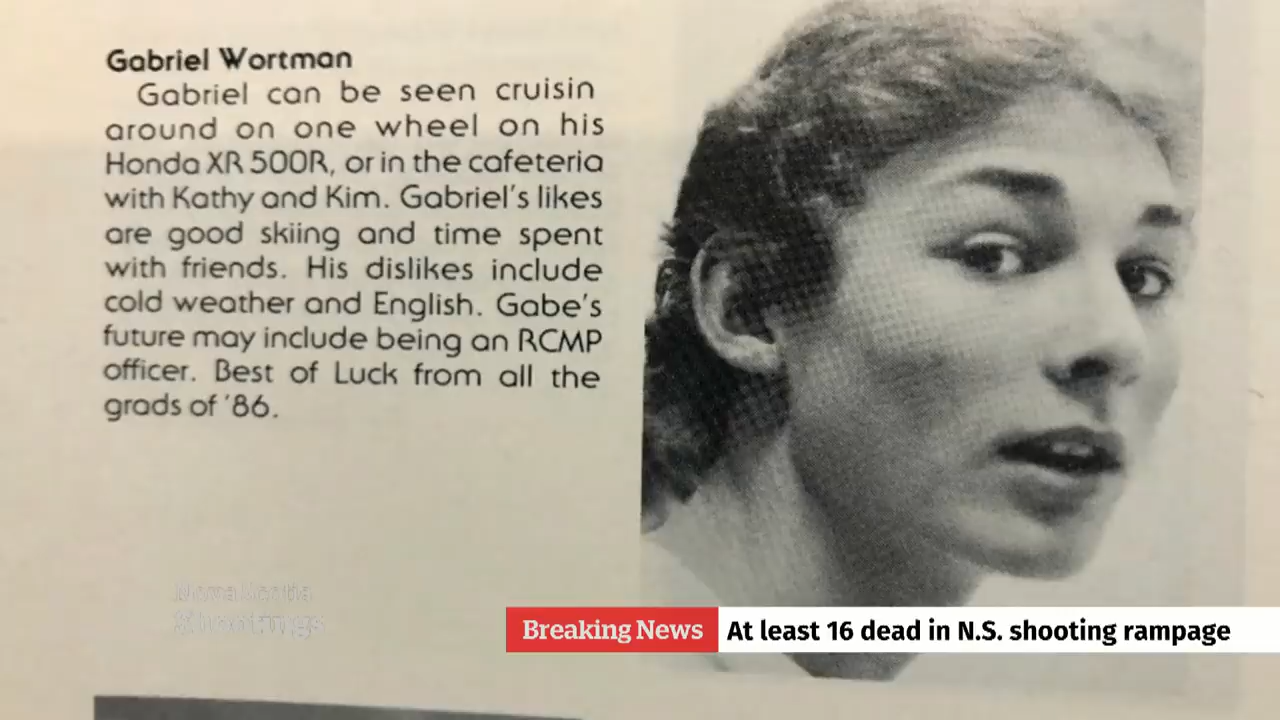 Gabriel Wortman
Gabriel can be seen cruisin
around on one wheel on his
Honda XR 500R, or in the cafeteria
with Kathy and Kim. Gabriel's likes
are good skiing and time spent
with friends. His dislikes include
cold weather and English. Gabe's
future may include being an RCMP
officer. Best of Luck from all the
grads of '86.
Nova Scotia
Shootings
Breaking News At least 16 dead in N.S. shooting rampage